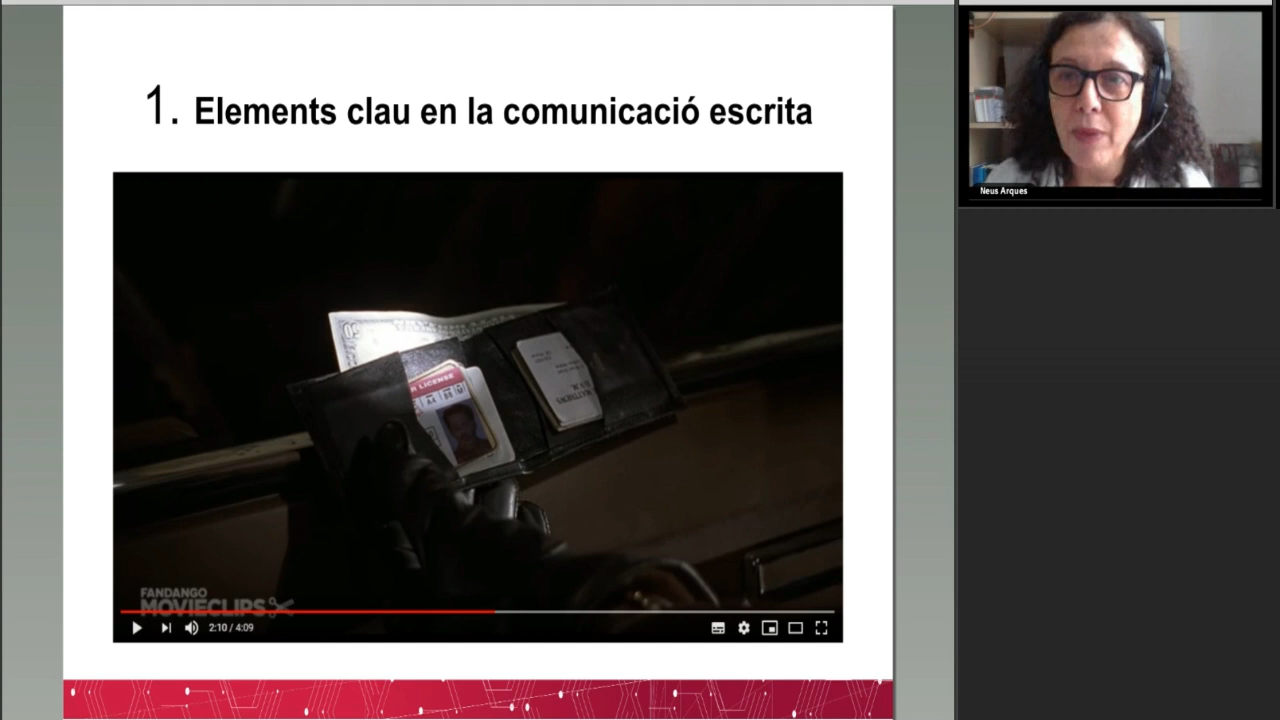 1. Elements clau en la comunicació escrita
R LICENSE
FANDANGO
MOVIECLIPS
2:10 / 4:09
Neus Arques